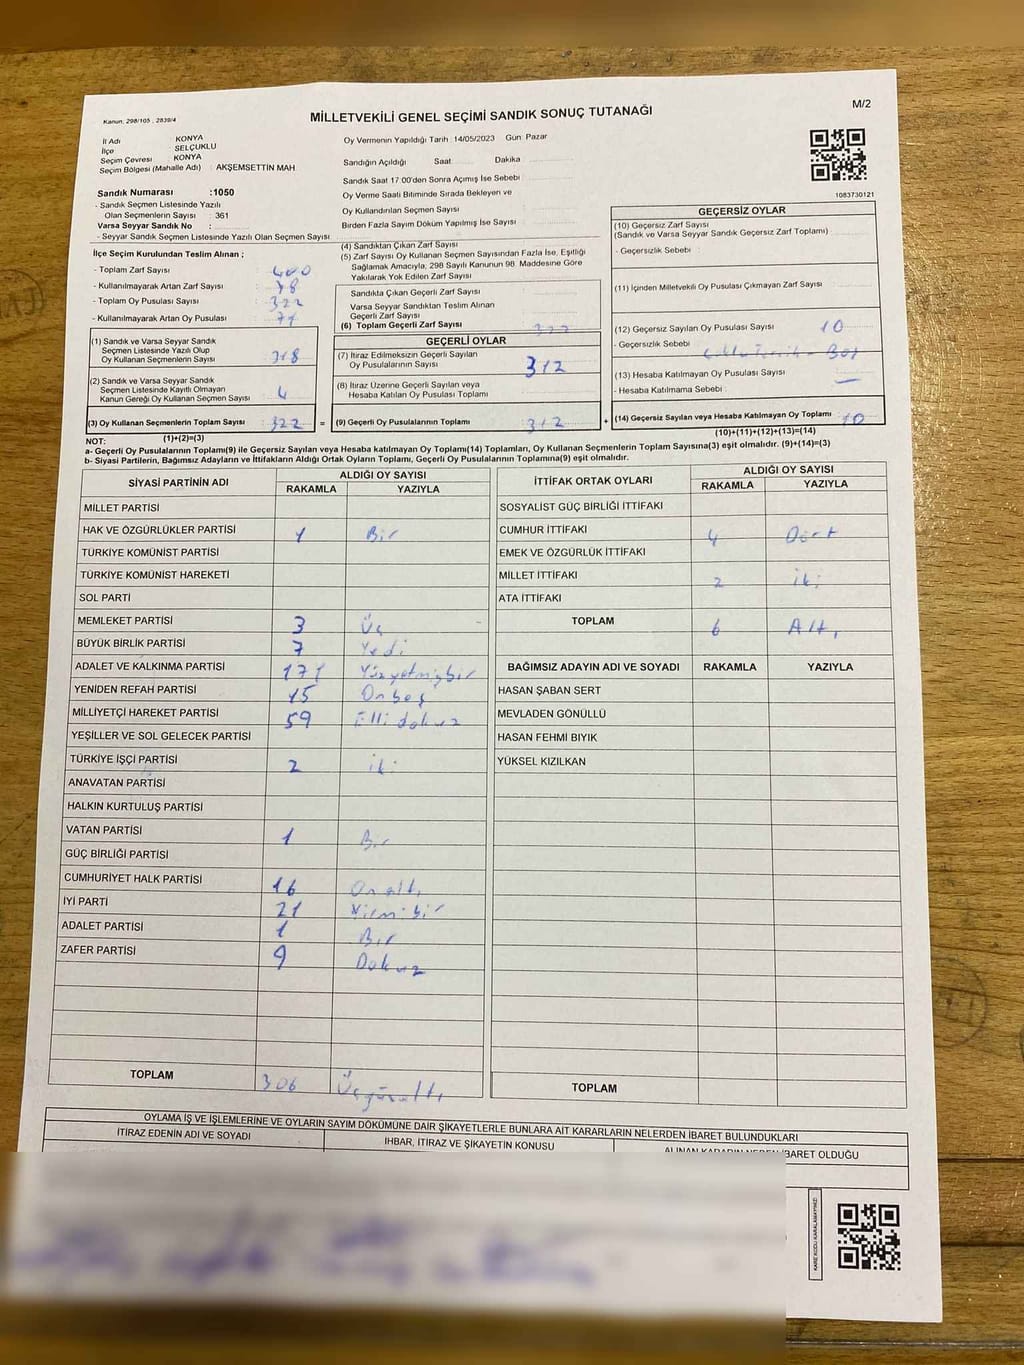 Kanun: 298/105 ; 2839/4
MİLLETVEKİLİ GENEL SEÇİMİ SANDIK SONUÇ TUTANAĞI
M/2
İl Adı KONYA
İlçe SELÇUKLU
Seçim Çevresi KONYA
Seçim Bölgesi (Mahalle Adı) : AKŞEMSETTİN MAH
Sandık Numarası :1050
- Sandık Seçmen Listesinde Yazılı
Olan Seçmenlerin Sayısı : 361
Varsa Seyyar Sandık No :
- Seyyar Sandık Seçmen Listesinde Yazılı Olan Seçmen Sayısı
Oy Vermenin Yapıldığı Tarih : 14/05/2023 Gün: Pazar
Sandığın Açıldığı Saat Dakika
Sandık Saat 17.00'den Sonra Açımış İse Sebebi
Oy Verme Saati Bitiminde Sırada Bekleyen ve
Oy Kullandırılan Seçmen Sayısı
Birden Fazla Sayım Döküm Yapılmış İse Sayısı
1083730121
İlçe Seçim Kurulundan Teslim Alınan ;
- Toplam Zarf Sayısı 400
- Kullanılmayarak Artan Zarf Sayısı 78
- Toplam Oy Pusulası Sayısı 322
- Kullanılmayarak Artan Oy Pusulası
(1) Sandık ve Varsa Seyyar Sandık
Seçmen Listesinde Yazılı Olup
Oy Kullanan Seçmenlerin Sayısı 318
(2) Sandık ve Varsa Seyyar Sandık
Seçmen Listesinde Kayıtlı Olmayan
Kanun Gereği Oy Kullanan Seçmen Sayısı 4
(3) Oy Kullanan Seçmenlerin Toplam Sayısı 322 =
(1)+(2)=(3)
(4) Sandıktan Çıkan Zarf Sayısı
(5) Zarf Sayısı Oy Kullanan Seçmen Sayısından Fazla İse, Eşitliği
Sağlamak Amacıyla, 298 Sayılı Kanunun 98. Maddesine Göre
Yakılarak Yok Edilen Zarf Sayısı
Sandıkta Çıkan Geçerli Zarf Sayısı
Varsa Seyyar Sandıktan Teslim Alınan
Geçerli Zarf Sayısı
(6) Toplam Geçerli Zarf Sayısı 322
GEÇERLİ OYLAR
(7) İtiraz Edilmeksizin Geçerli Sayılan
Oy Pusulalarının Sayısı 312
(8) İtiraz Üzerine Geçerli Sayılan veya
Hesaba Katılan Oy Pusulası Toplamı
(9) Geçerli Oy Pusulalarının Toplamı 312 +
GEÇERSİZ OYLAR
(10) Geçersiz Zarf Sayısı
(Sandık ve Varsa Seyyar Sandık Geçersiz Zarf Toplamı)
- Geçersizlik Sebebi :
(11) İçinden Milletvekili Oy Pusulası Çıkmayan Zarf Sayısı
(12) Geçersiz Sayılan Oy Pusulası Sayısı 10
- Geçersizlik Sebebi
(13) Hesaba Katılmayan Oy Pusulası Sayısı —
- Hesaba Katılmama Sebebi :
(14) Geçersiz Sayılan veya Hesaba Katılmayan Oy Toplamı 10
(10)+(11)+(12)+(13)=(14)
NOT:
a- Geçerli Oy Pusulalarının Toplamı(9) ile Geçersiz Sayılan veya Hesaba katılmayan Oy Toplamı(14) Toplamları, Oy Kullanan Seçmenlerin Toplam Sayısına(3) eşit olmalıdır. (9)+(14)=(3)
b- Siyasi Partilerin, Bağımsız Adayların ve İttifakların Aldığı Ortak Oyların Toplamı, Geçerli Oy Pusulalarının Toplamına(9) eşit olmalıdır.
SİYASİ PARTİNİN ADI ALDIĞI OY SAYISI
RAKAMLA YAZIYLA
MİLLET PARTİSİ
HAK VE ÖZGÜRLÜKLER PARTİSİ 1 Bir
TÜRKİYE KOMÜNİST PARTİSİ
TÜRKİYE KOMÜNİST HAREKETİ
SOL PARTİ
MEMLEKET PARTİSİ 3 Üç
BÜYÜK BİRLİK PARTİSİ 7 Yedi
ADALET VE KALKINMA PARTİSİ 171 Yüzyetmişbir
YENİDEN REFAH PARTİSİ 15 Onbeş
MİLLİYETÇİ HAREKET PARTİSİ 59 Ellidokuz
YEŞİLLER VE SOL GELECEK PARTİSİ
TÜRKİYE İŞÇİ PARTİSİ 2 iki
ANAVATAN PARTİSİ
HALKIN KURTULUŞ PARTİSİ
VATAN PARTİSİ 1 Bir
GÜÇ BİRLİĞİ PARTİSİ
CUMHURİYET HALK PARTİSİ 16 Onaltı
İYİ PARTİ 21 Yirmibir
ADALET PARTİSİ 1 Bir
ZAFER PARTİSİ 9 Dokuz
TOPLAM 306 Üçyüzaltı
İTTİFAK ORTAK OYLARI ALDIĞI OY SAYISI
RAKAMLA YAZIYLA
SOSYALİST GÜÇ BİRLİĞİ İTTİFAKI
CUMHUR İTTİFAKI 4 Dört
EMEK VE ÖZGÜRLÜK İTTİFAKI
MİLLET İTTİFAKI 2 iki
ATA İTTİFAKI
TOPLAM 6 Altı
BAĞIMSIZ ADAYIN ADI VE SOYADI RAKAMLA YAZIYLA
HASAN ŞABAN SERT
MEVLADEN GÖNÜLLÜ
HASAN FEHMİ BIYIK
YÜKSEL KIZILKAN
TOPLAM
OYLAMA İŞ VE İŞLEMLERİNE VE OYLARIN SAYIM DÖKÜMÜNE DAİR ŞİKAYETLERLE BUNLARA AİT KARARLARIN NELERDEN İBARET BULUNDUKLARI
İTİRAZ EDENİN ADI VE SOYADI İHBAR, İTİRAZ VE ŞİKAYETİN KONUSU ALINAN KARARIN NEDEN İBARET OLDUĞU
KARE KODU KARALAMAYINIZ!